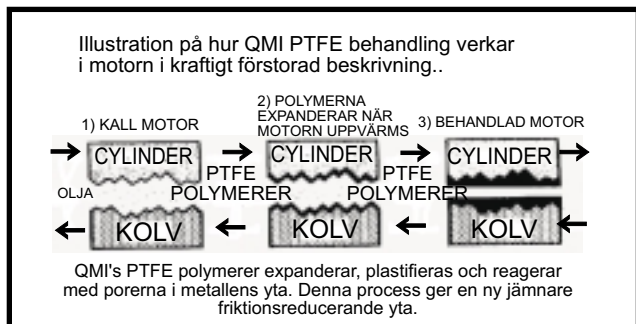 Illustration på hur QMI PTFE behandling verkar
i motorn i kraftigt förstorad beskrivning..
1) KALL MOTOR
2) POLYMERNA
EXPANDERAR NÄR
MOTORN UPPVÄRMS
3) BEHANDLAD MOTOR
CYLINDER
CYLINDER
CYLINDER
OLJA
PTFE
POLYMERER
PTFE
POLYMERER
KOLV
KOLV
KOLV
QMI's PTFE polymerer expanderar, plastifieras och reagerar
med porerna i metallens yta. Denna process ger en ny jämnare
friktionsreducerande yta.